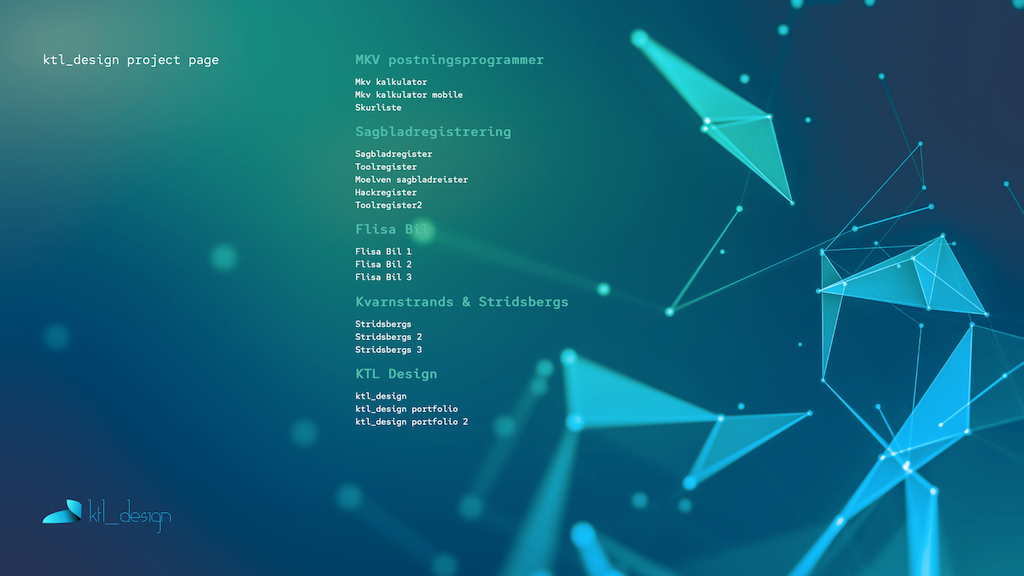 ktl_design project page
MKV postningsprogrammer
Mkv kalkulator
Mkv kalkulator mobile
Skurliste
Sagbladregistrering
Sagbladregister
Toolregister
Moelven sagbladreister
Hackregister
Toolregister2
Flisa Bil
Flisa Bil 1
Flisa Bil 2
Flisa Bil 3
Kvarnstrands & Stridsbergs
Stridsbergs
Stridsbergs 2
Stridsbergs 3
KTL Design
ktl_design
ktl_design portfolio
ktl_design portfolio 2
ktl_design